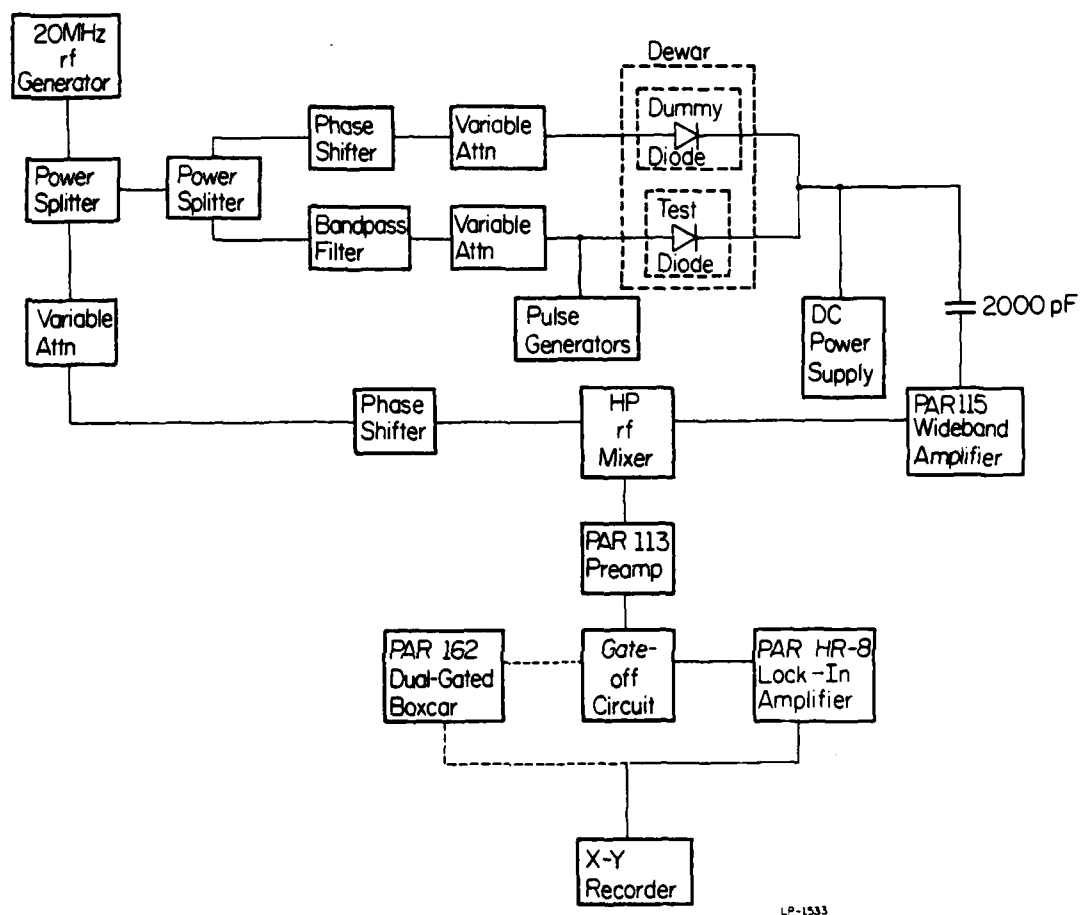 20MHz
rf
Generator
Dewar
Dummy
Diode
Phase
Shifter
Variable
Attn
Power
Splitter
Power
Splitter
Bandpass
Filter
Variable
Attn
Test
Diode
Variable
Attn
Pulse
Generators
DC
Power
Supply
2000 pF
Phase
Shifter
HP
rf
Mixer
PAR 115
Wideband
Amplifier
PAR 113
Preamp
PAR 162
Dual-Gated
Boxcar
Gate-
off
Circuit
PAR HR-8
Lock-In
Amplifier
X-Y
Recorder
LP-1533